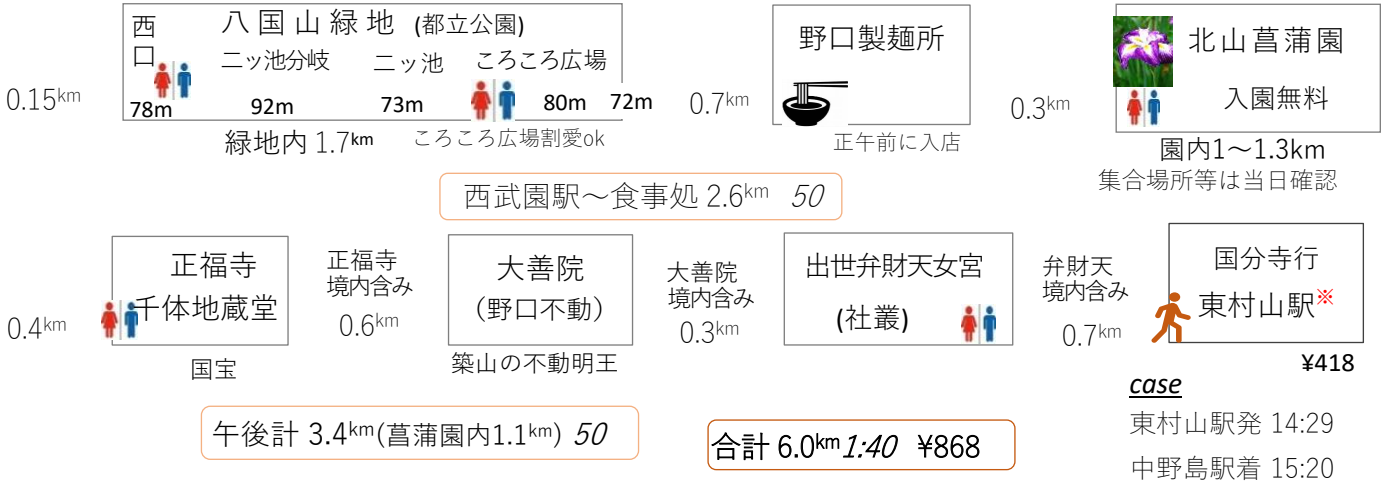 0.15km
西口
八国山緑地 (都立公園)
二ッ池分岐 二ッ池 ころころ広場
78m 92m 73m 80m 72m
緑地内 1.7km ころころ広場割愛ok
0.7km
野口製麺所
正午前に入店
0.3km
北山菖蒲園
入園無料
園内1～1.3km
集合場所等は当日確認
西武園駅～食事処 2.6km 50
0.4km
正福寺
千体地蔵堂
国宝
正福寺
境内含み
0.6km
大善院
(野口不動)
築山の不動明王
大善院
境内含み
0.3km
出世弁財天女宮
(社叢)
弁財天
境内含み
0.7km
国分寺行
東村山駅※
¥418
case
東村山駅発 14:29
中野島駅着 15:20
午後計 3.4km(菖蒲園内1.1km) 50
合計 6.0km 1:40 ¥868